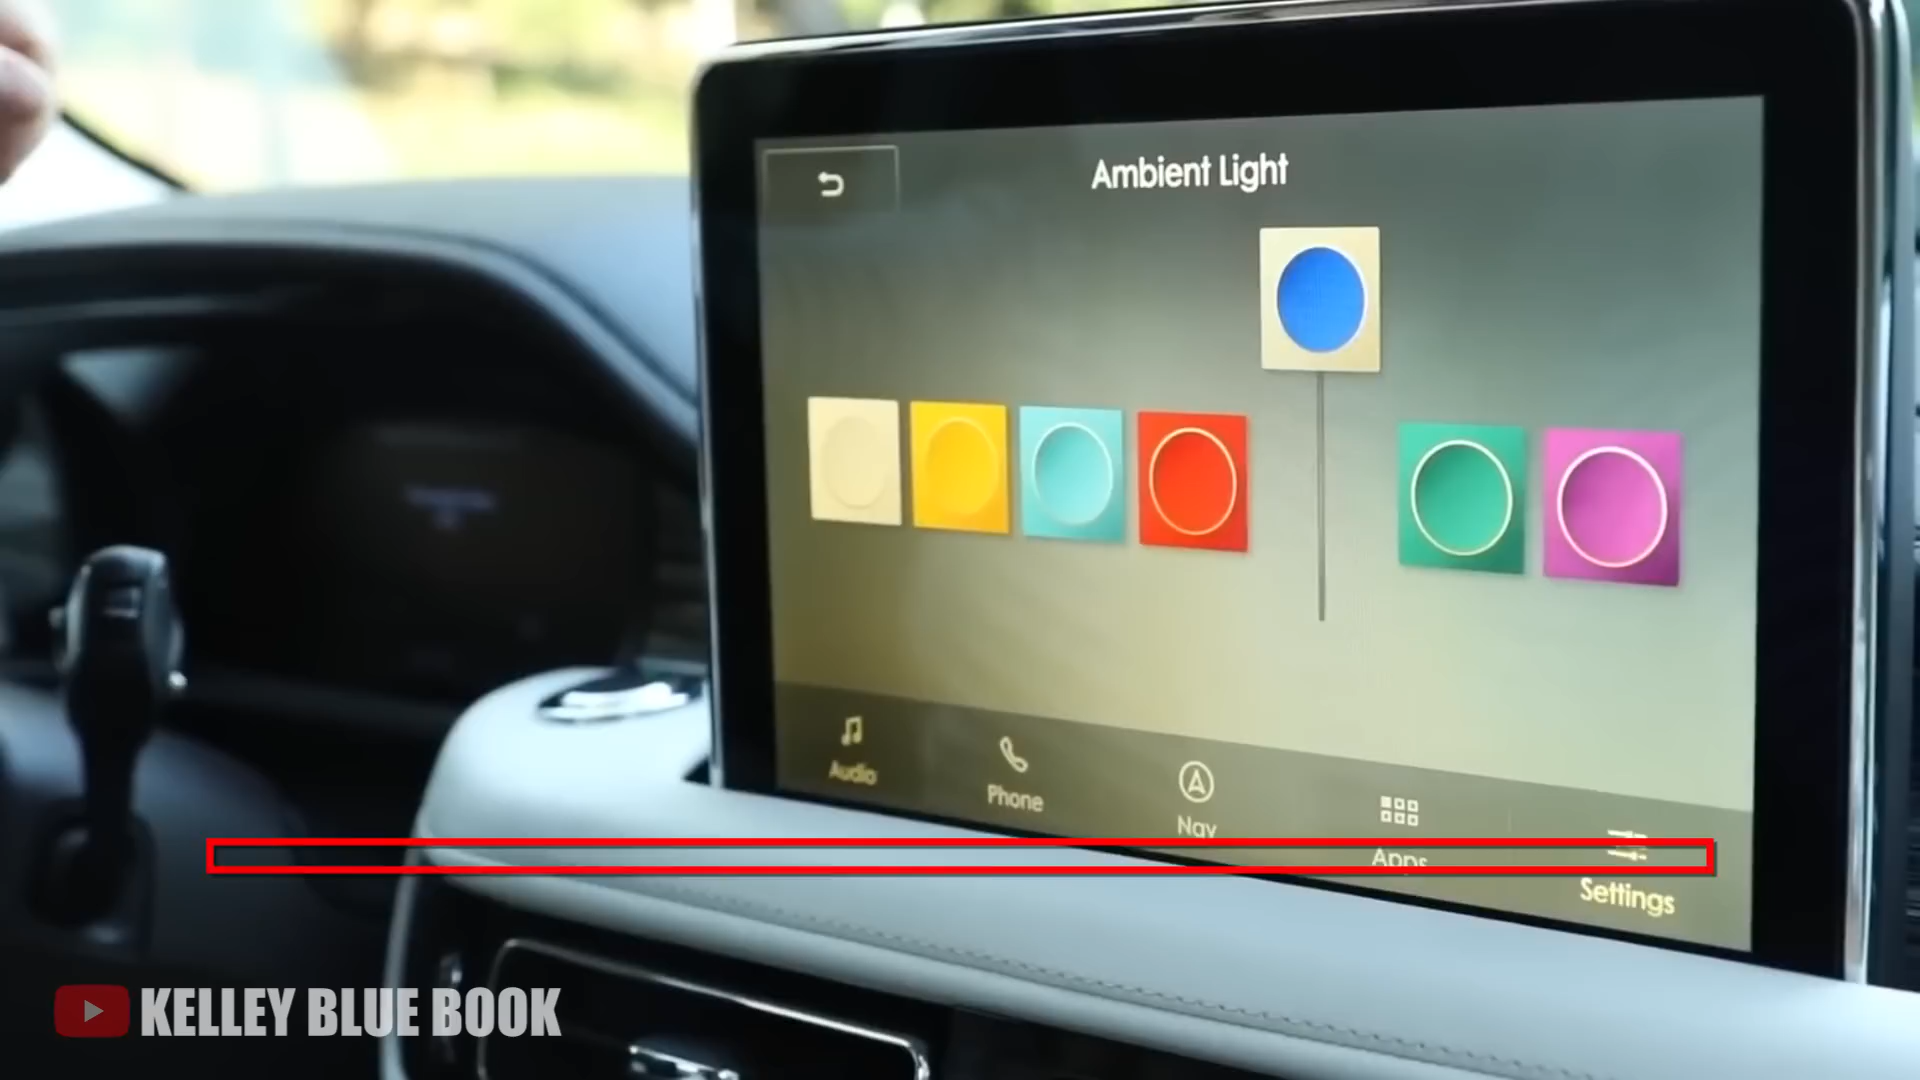 Ambient Light
Audio
Phone
Nav
Apps
Settings
KELLEY BLUE BOOK